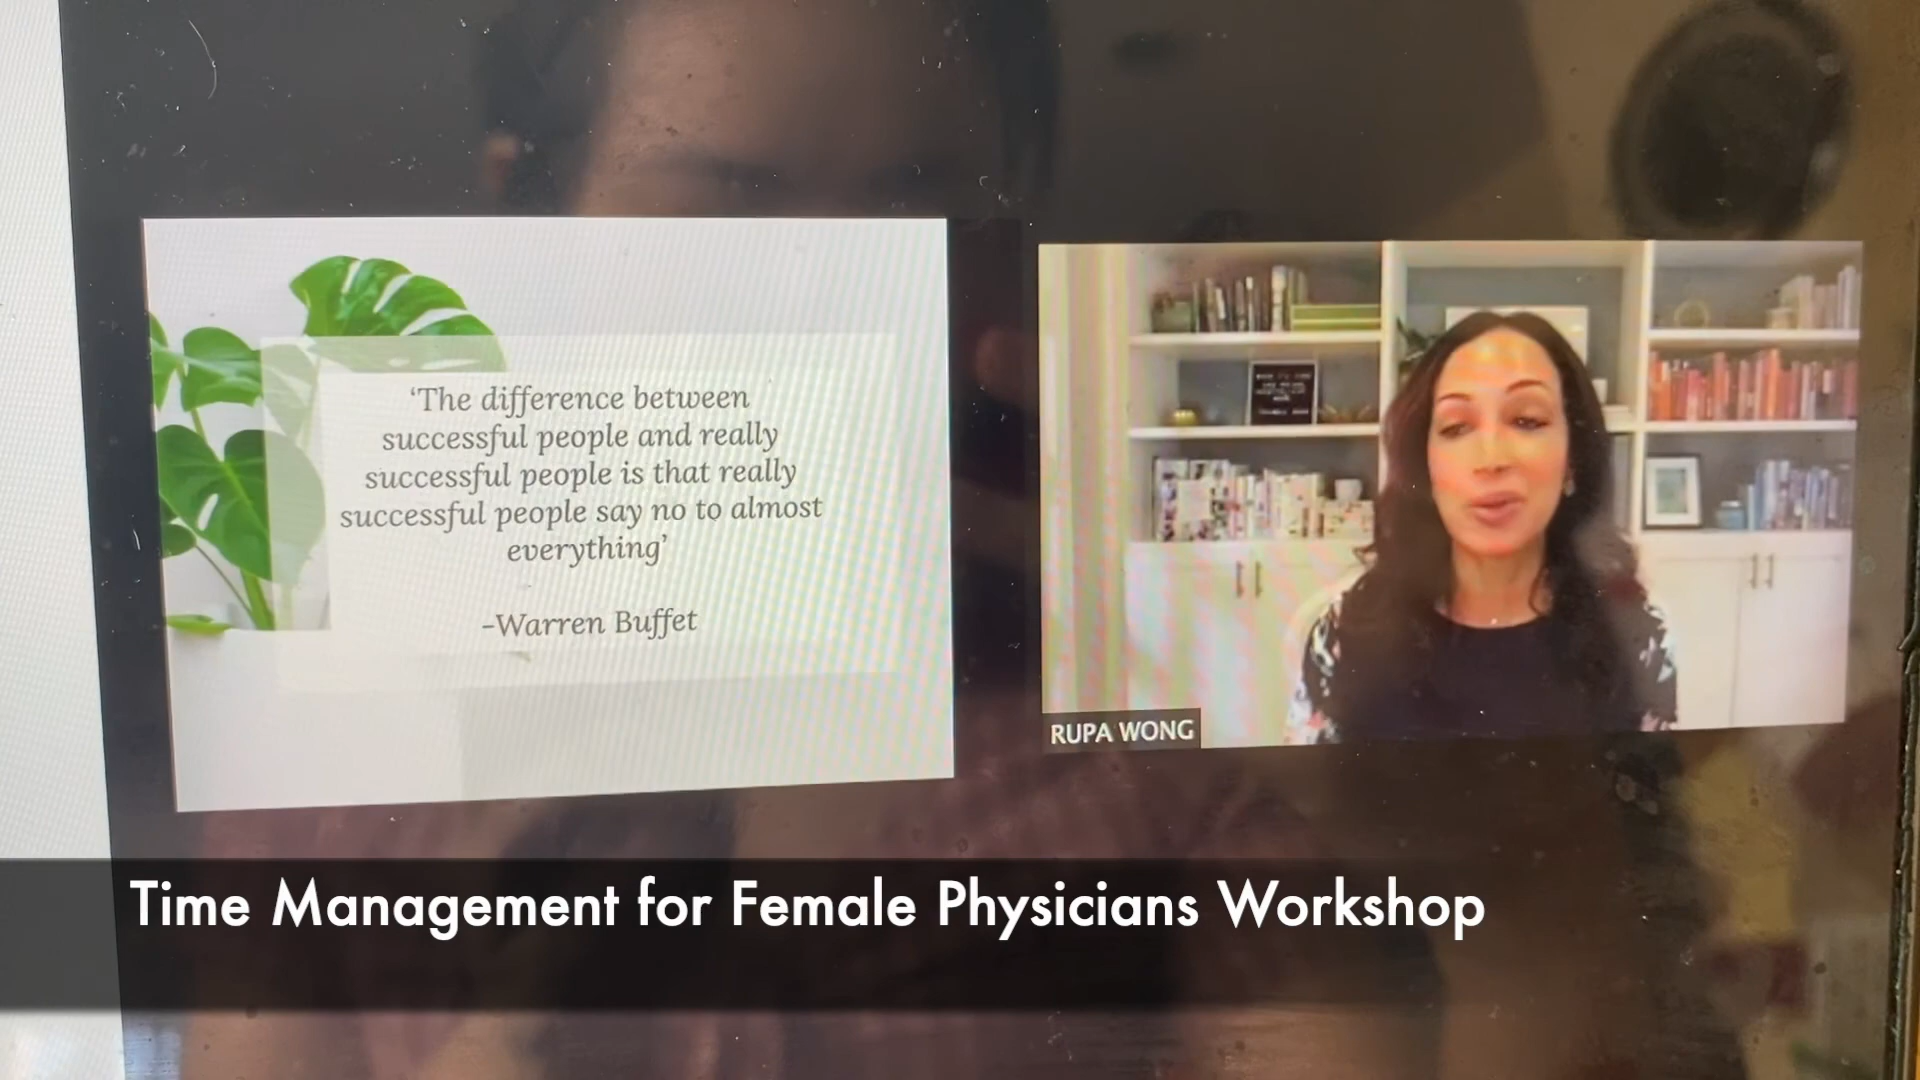 ‘The difference between
successful people and really
successful people is that really
successful people say no to almost
everything’
–Warren Buffet
RUPA WONG
Time Management for Female Physicians Workshop